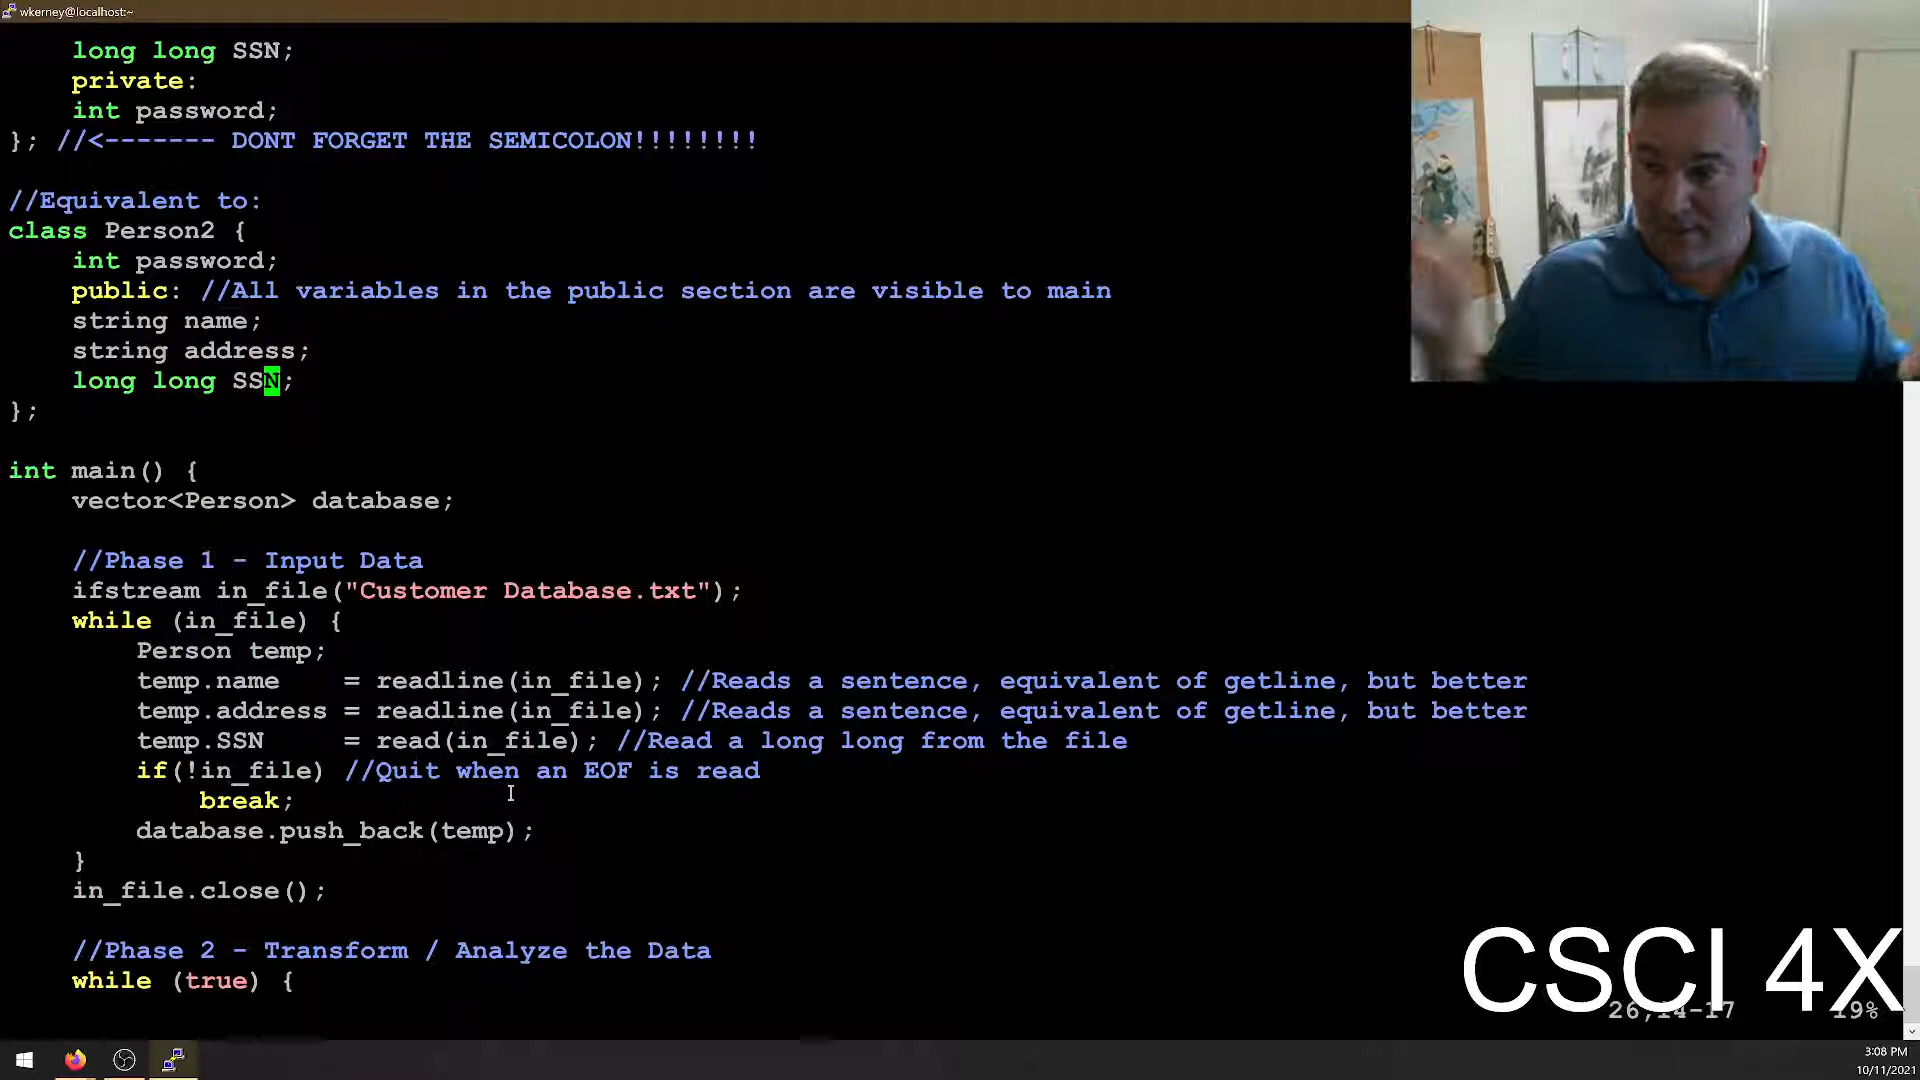 wkerney@localhost:~
long long SSN;
private:
int password;
}; //<------- DONT FORGET THE SEMICOLON!!!!!!!!
//Equivalent to:
class Person2 {
int password;
public: //All variables in the public section are visible to main
string name;
string address;
long long SSN;
};
int main() {
vector<Person> database;
//Phase 1 - Input Data
ifstream in_file("Customer Database.txt");
while (in_file) {
Person temp;
temp.name    = readline(in_file); //Reads a sentence, equivalent of getline, but better
temp.address = readline(in_file); //Reads a sentence, equivalent of getline, but better
temp.SSN     = read(in_file); //Read a long long from the file
if(!in_file) //Quit when an EOF is read
break;
database.push_back(temp);
}
in_file.close();
//Phase 2 - Transform / Analyze the Data
while (true) {
CSCI 4X
26,14-17 19%
3:08 PM
10/11/2021